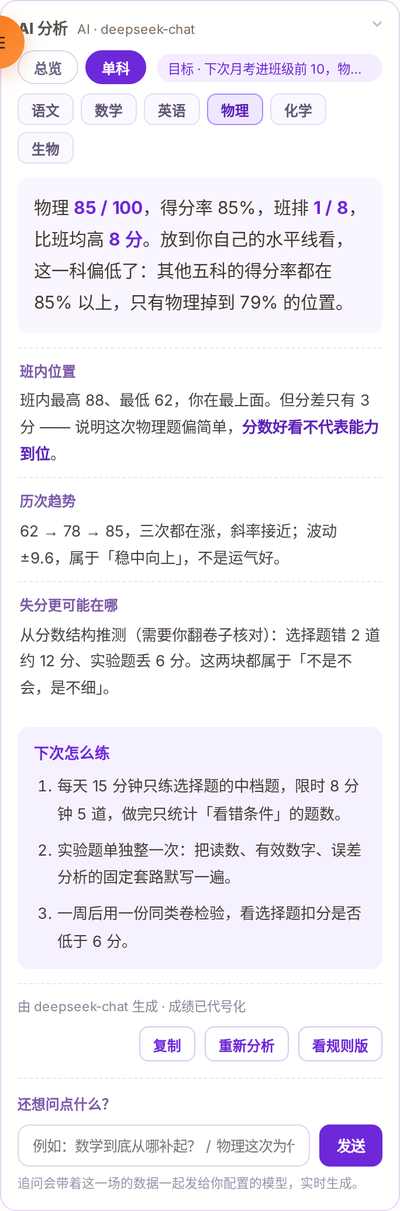 AI 分析 AI · deepseek-chat
总览 单科 目标 · 下次月考进班级前 10，物...
语文 数学 英语 物理 化学
生物
物理 85 / 100，得分率 85%，班排 1 / 8，
比班均高 8 分。放到你自己的水平线看，
这一科偏低了：其他五科的得分率都在
85% 以上，只有物理掉到 79% 的位置。
班内位置
班内最高 88、最低 62，你在最上面。但分差只有 3
分 —— 说明这次物理题偏简单，分数好看不代表能力
到位。
历次趋势
62 → 78 → 85，三次都在涨，斜率接近；波动
±9.6，属于「稳中向上」，不是运气好。
失分更可能在哪
从分数结构推测（需要你翻卷子核对）：选择题错 2 道
约 12 分、实验题丢 6 分。这两块都属于「不是不
会，是不细」。
下次怎么练
1. 每天 15 分钟只练选择题的中档题，限时 8 分
钟 5 道，做完只统计「看错条件」的题数。
2. 实验题单独整一次：把读数、有效数字、误差
分析的固定套路默写一遍。
3. 一周后用一份同类卷检验，看选择题扣分是否
低于 6 分。
由 deepseek-chat 生成 · 成绩已代号化
复制 重新分析 看规则版
还想问点什么？
例如：数学到底从哪补起？ / 物理这次为什 发送
追问会带着这一场的数据一起发给你配置的模型，实时生成。